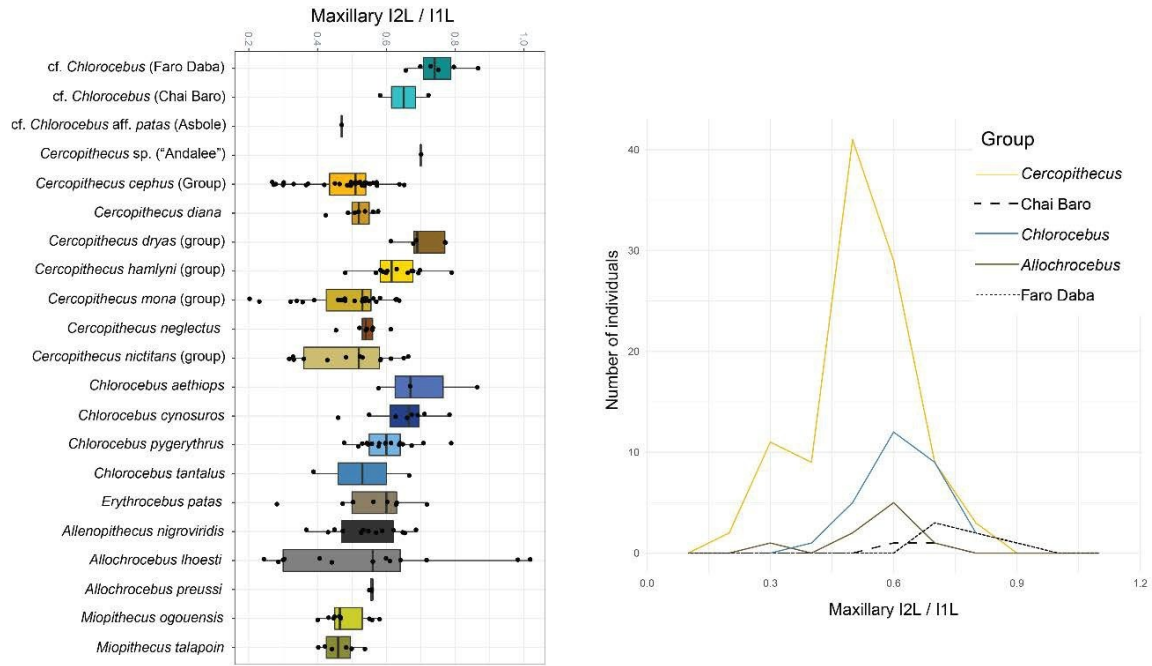 Maxillary I2L / I1L
0.2 0.4 0.6 0.8 1.0
cf. Chlorocebus (Faro Daba)
cf. Chlorocebus (Chai Baro)
cf. Chlorocebus aff. patas (Asbole)
Cercopithecus sp. (“Andalee”)
Cercopithecus cephus (Group)
Cercopithecus diana
Cercopithecus dryas (group)
Cercopithecus hamlyni (group)
Cercopithecus mona (group)
Cercopithecus neglectus
Cercopithecus nictitans (group)
Chlorocebus aethiops
Chlorocebus cynosuros
Chlorocebus pygerythrus
Chlorocebus tantalus
Erythrocebus patas
Allenopithecus nigroviridis
Allochrocebus lhoesti
Allochrocebus preussi
Miopithecus ogouensis
Miopithecus talapoin
Number of individuals
40
30
20
10
0
0.0 0.3 0.6 0.9 1.2
Maxillary I2L / I1L
Group
Cercopithecus
Chai Baro
Chlorocebus
Allochrocebus
Faro Daba